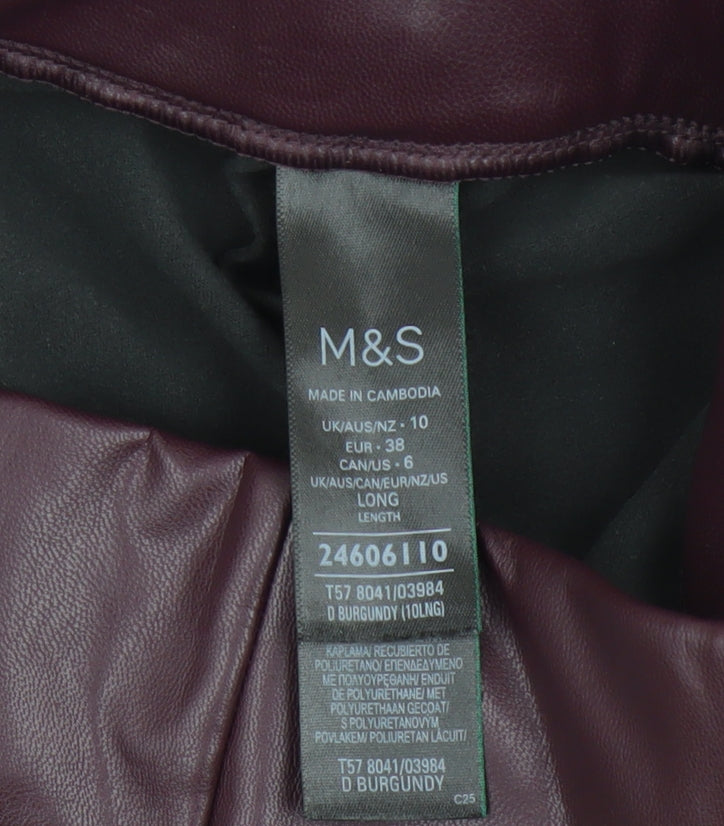 M&S
MADE IN CAMBODIA
UK/AUS/NZ • 10
EUR • 38
CAN/US • 6
UK/AUS/CAN/EUR/NZ/US
LONG
LENGTH
24606110
T57 8041/03984
D BURGUNDY (10LNG)
KAPLAMA/ RECUBIERTO DE
POLIURETANO/ ΕΠΕΝΔΕΔΥΜΕΝΟ
ΜΕ ΠΟΛΥΟΥΡΕΘΑΝΗ/ ENDUIT
DE POLYURÉTHANE/ MET
POLYURETHAAN GECOAT/
S POLYURETANOVÝM
POVLAKEM/ POLIURETAN LĂCUIT/
T57 8041/03984
D BURGUNDY
C25